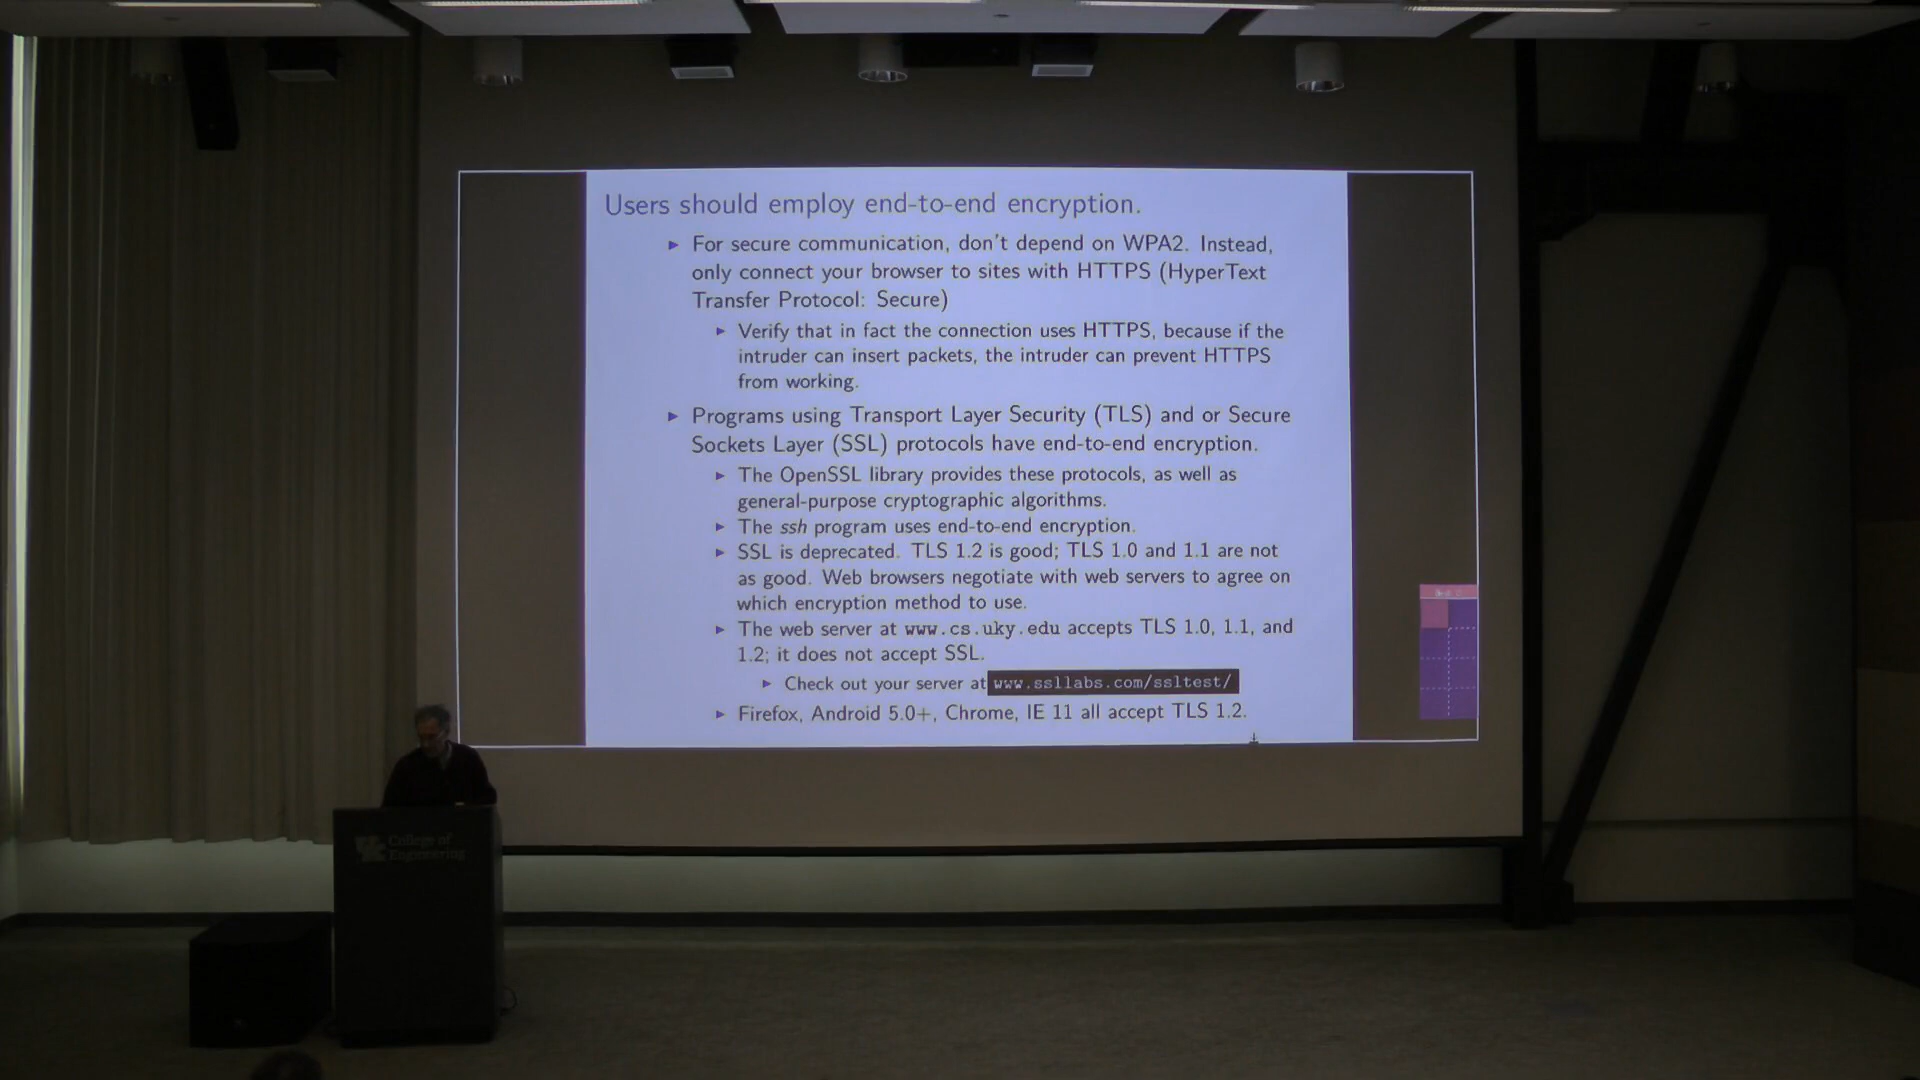 Users should employ end-to-end encryption.
▶ For secure communication, don't depend on WPA2. Instead,
only connect your browser to sites with HTTPS (HyperText
Transfer Protocol: Secure)
▶ Verify that in fact the connection uses HTTPS, because if the
intruder can insert packets, the intruder can prevent HTTPS
from working.
▶ Programs using Transport Layer Security (TLS) and or Secure
Sockets Layer (SSL) protocols have end-to-end encryption.
▶ The OpenSSL library provides these protocols, as well as
general-purpose cryptographic algorithms.
▶ The ssh program uses end-to-end encryption.
▶ SSL is deprecated. TLS 1.2 is good; TLS 1.0 and 1.1 are not
as good. Web browsers negotiate with web servers to agree on
which encryption method to use.
▶ The web server at www.cs.uky.edu accepts TLS 1.0, 1.1, and
1.2; it does not accept SSL.
▶ Check out your server at www.ssllabs.com/ssltest/
▶ Firefox, Android 5.0+, Chrome, IE 11 all accept TLS 1.2.
College of
Engineering